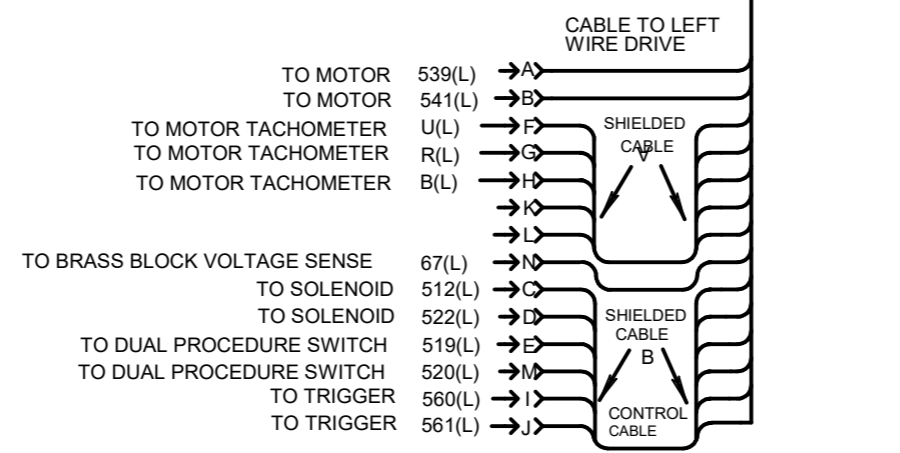 CABLE TO LEFT
WIRE DRIVE
TO MOTOR 539(L) A
TO MOTOR 541(L) B
TO MOTOR TACHOMETER U(L) F
TO MOTOR TACHOMETER R(L) G
TO MOTOR TACHOMETER B(L) H
K
L
SHIELDED
CABLE
A
TO BRASS BLOCK VOLTAGE SENSE 67(L) N
TO SOLENOID 512(L) C
TO SOLENOID 522(L) D
TO DUAL PROCEDURE SWITCH 519(L) E
TO DUAL PROCEDURE SWITCH 520(L) M
TO TRIGGER 560(L) I
TO TRIGGER 561(L) J
SHIELDED
CABLE
B
CONTROL
CABLE